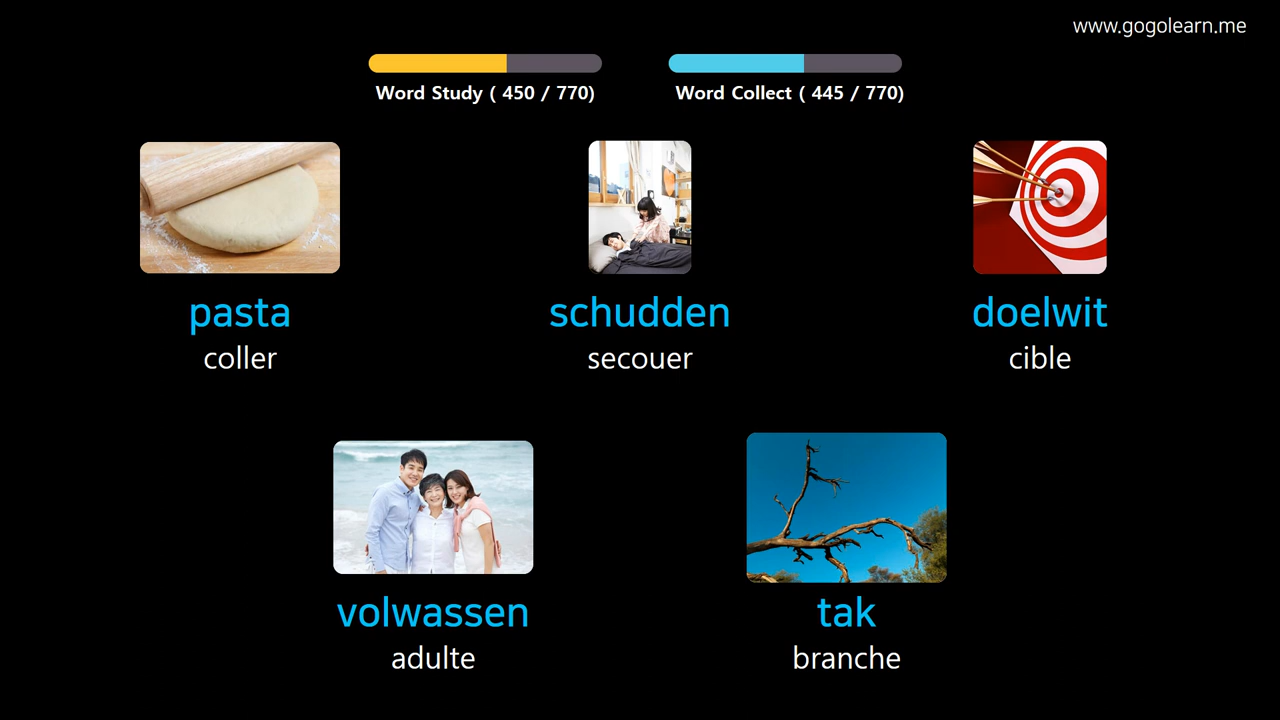 www.gogolearn.me
Word Study ( 450 / 770)
Word Collect ( 445 / 770)
pasta
coller
schudden
secouer
doelwit
cible
volwassen
adulte
tak
branche